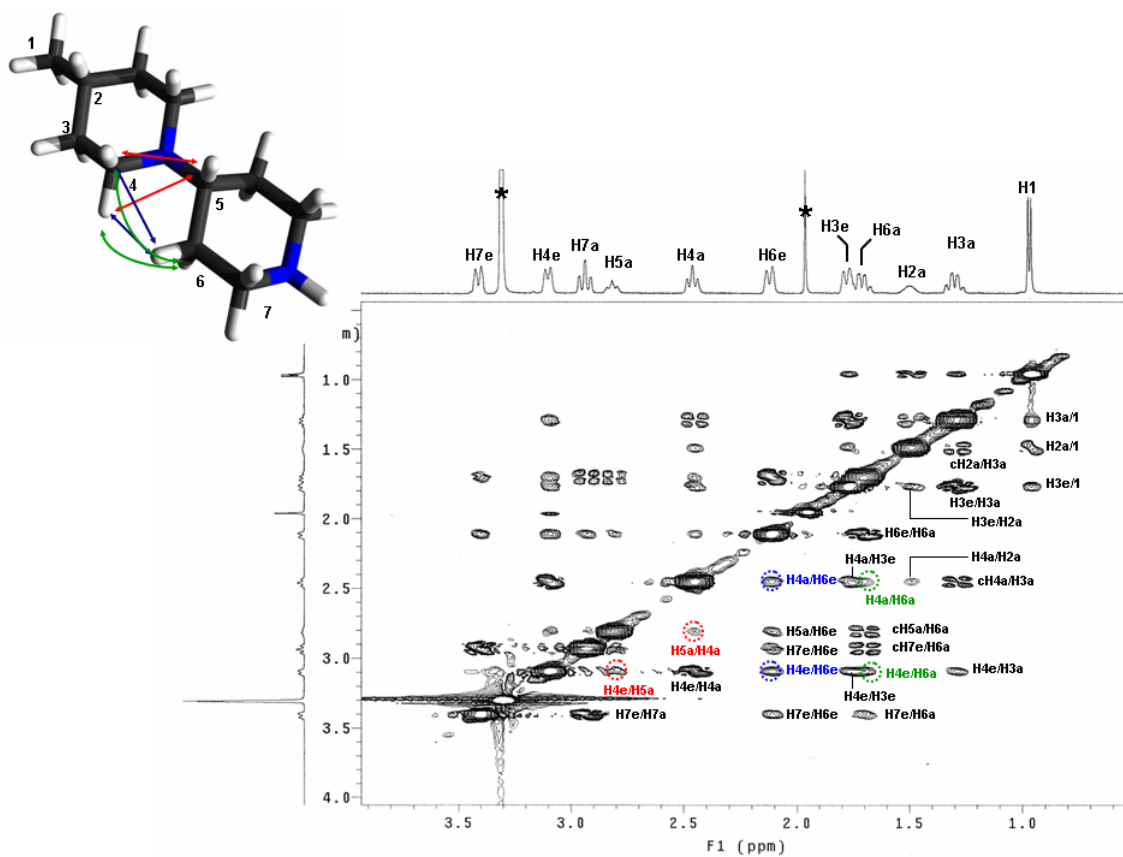 1
2
3
4
5
6
7
H7e
*
H4e
H7a
H5a
H4a
H6e
*
H3e
H6a
H2a
H3a
H1
m)
1.0
1.5
2.0
2.5
3.0
3.5
4.0
H3a/1
H2a/1
cH2a/H3a
H3e/1
H3e/H3a
H3e/H2a
H6e/H6a
H4a/H3e
H4a/H2a
H4a/H6e
cH4a/H3a
H4a/H6a
H5a/H6e
cH5a/H6a
H5a/H4a
H7a/H6e
cH7e/H6a
H4e/H6e
H4e/H6a
H4e/H3a
H4e/H5a
H4e/H4a
H4e/H3e
H7e/H7a
H7e/H6e
H7e/H6a
3.5
3.0
2.5
2.0
1.5
1.0
F1 (ppm)